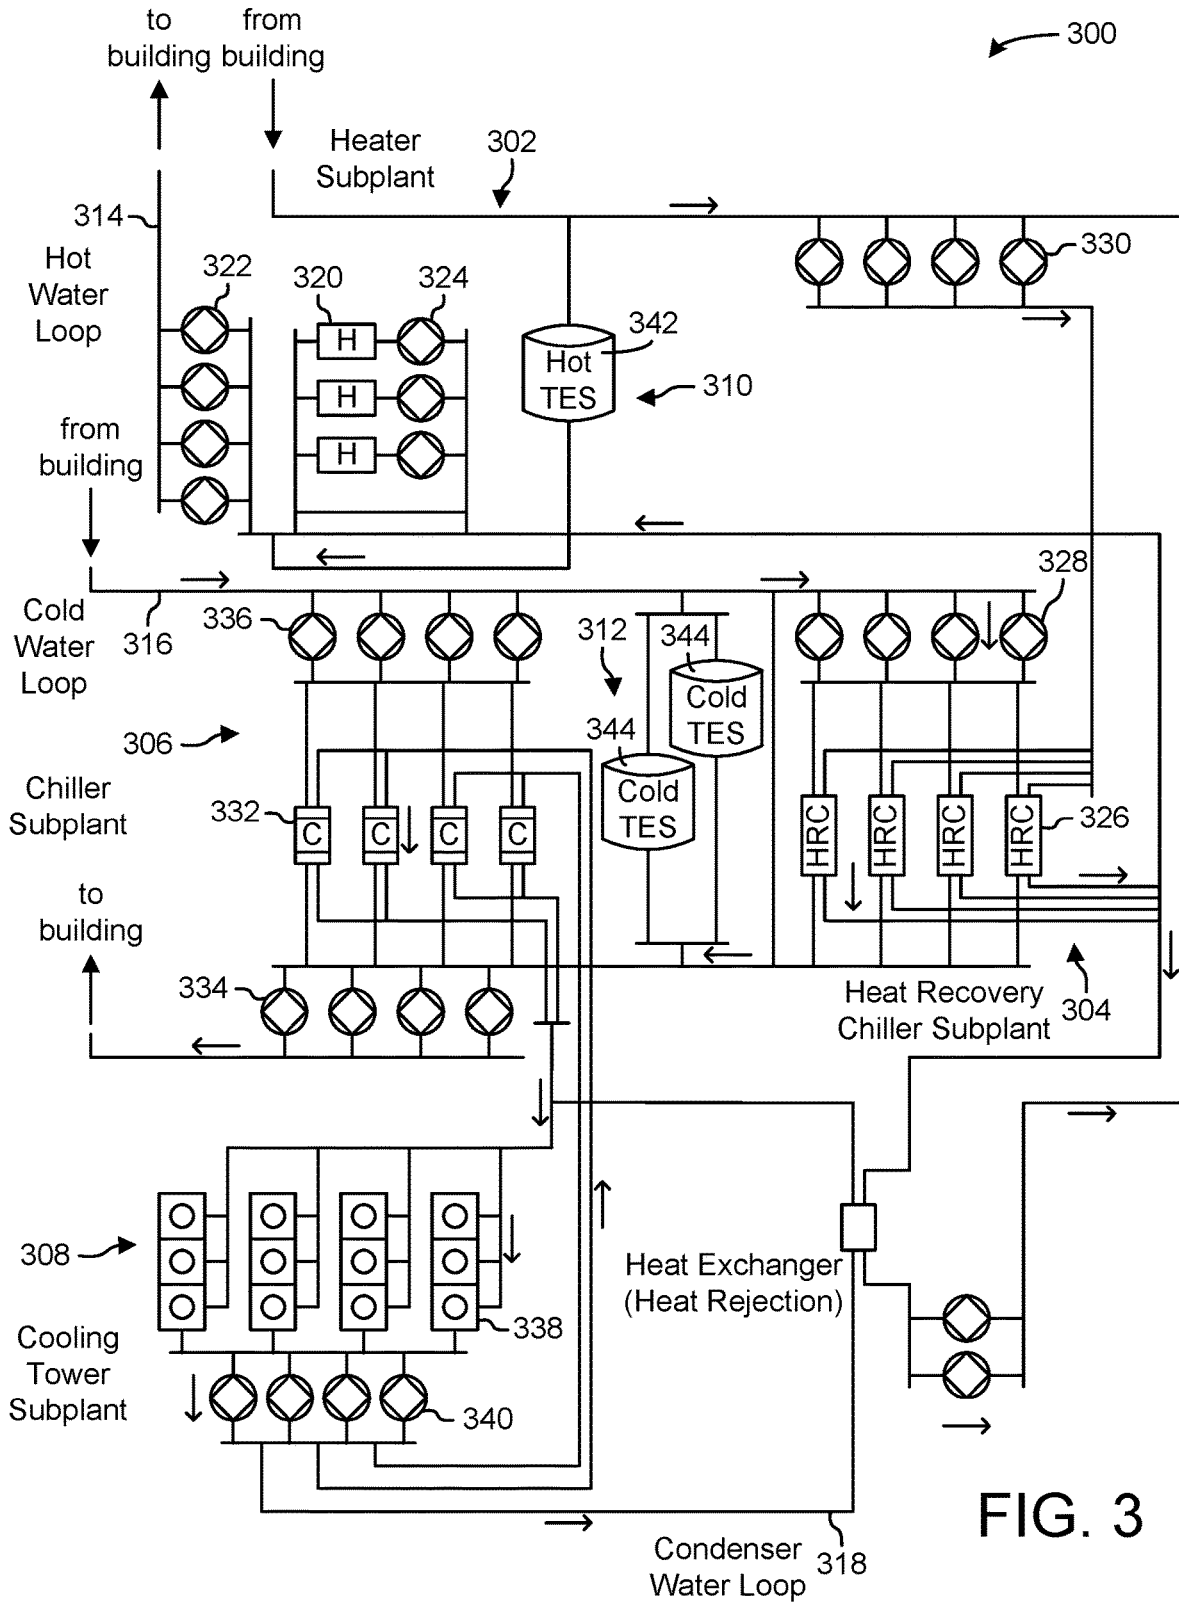 to
building
from
building
300
Heater
Subplant
302
314
Hot
Water
Loop
322
320
324
H
H
H
342
Hot
TES
310
330
from
building
316
Cold
Water
Loop
336
312
344
Cold
TES
344
Cold
TES
328
306
Chiller
Subplant
332
C
C
C
C
HRC
HRC
HRC
HRC
326
to
building
334
Heat Recovery
Chiller Subplant
304
308
338
Cooling
Tower
Subplant
340
Heat Exchanger
(Heat Rejection)
Condenser
Water Loop
318
FIG. 3